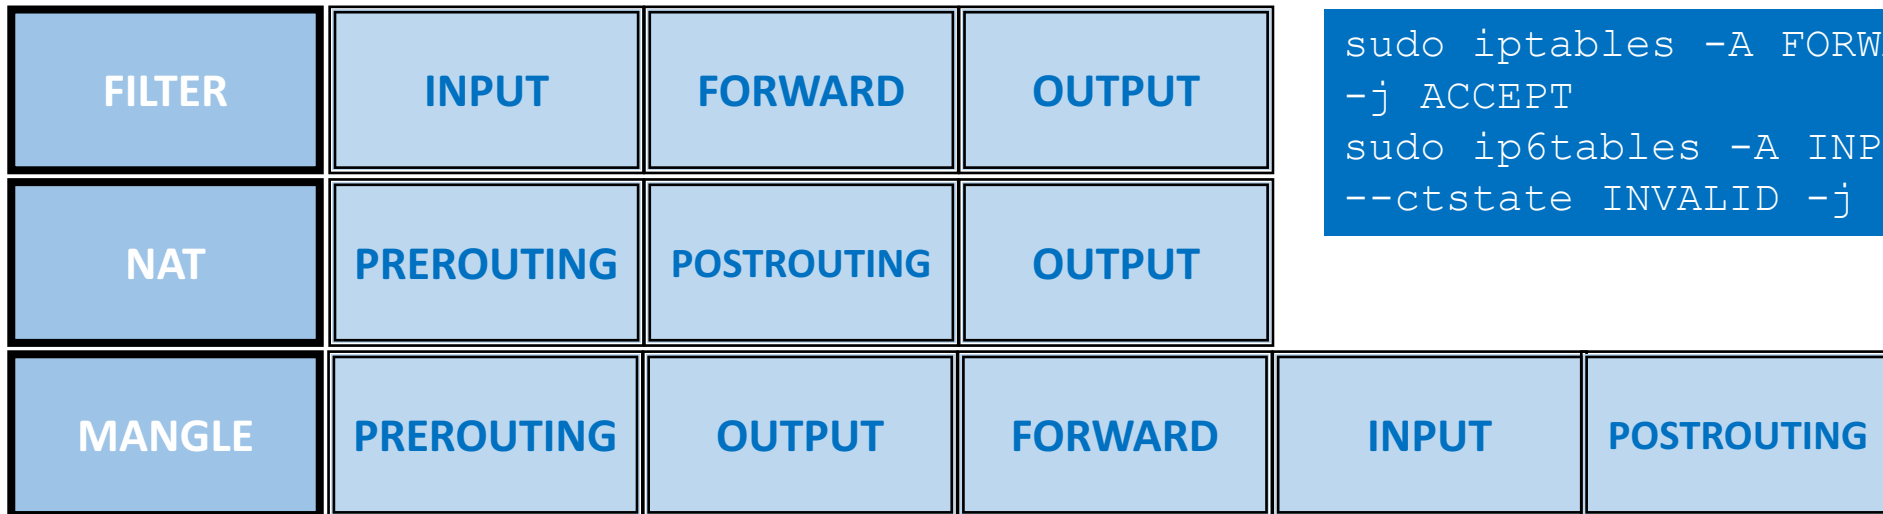 FILTER INPUT FORWARD OUTPUT
sudo iptables -A
-j ACCEPT
sudo ip6tables -A
--ctstate INVALID -j
NAT PREROUTING POSTROUTING OUTPUT
MANGLE PREROUTING OUTPUT FORWARD INPUT POSTROUTING